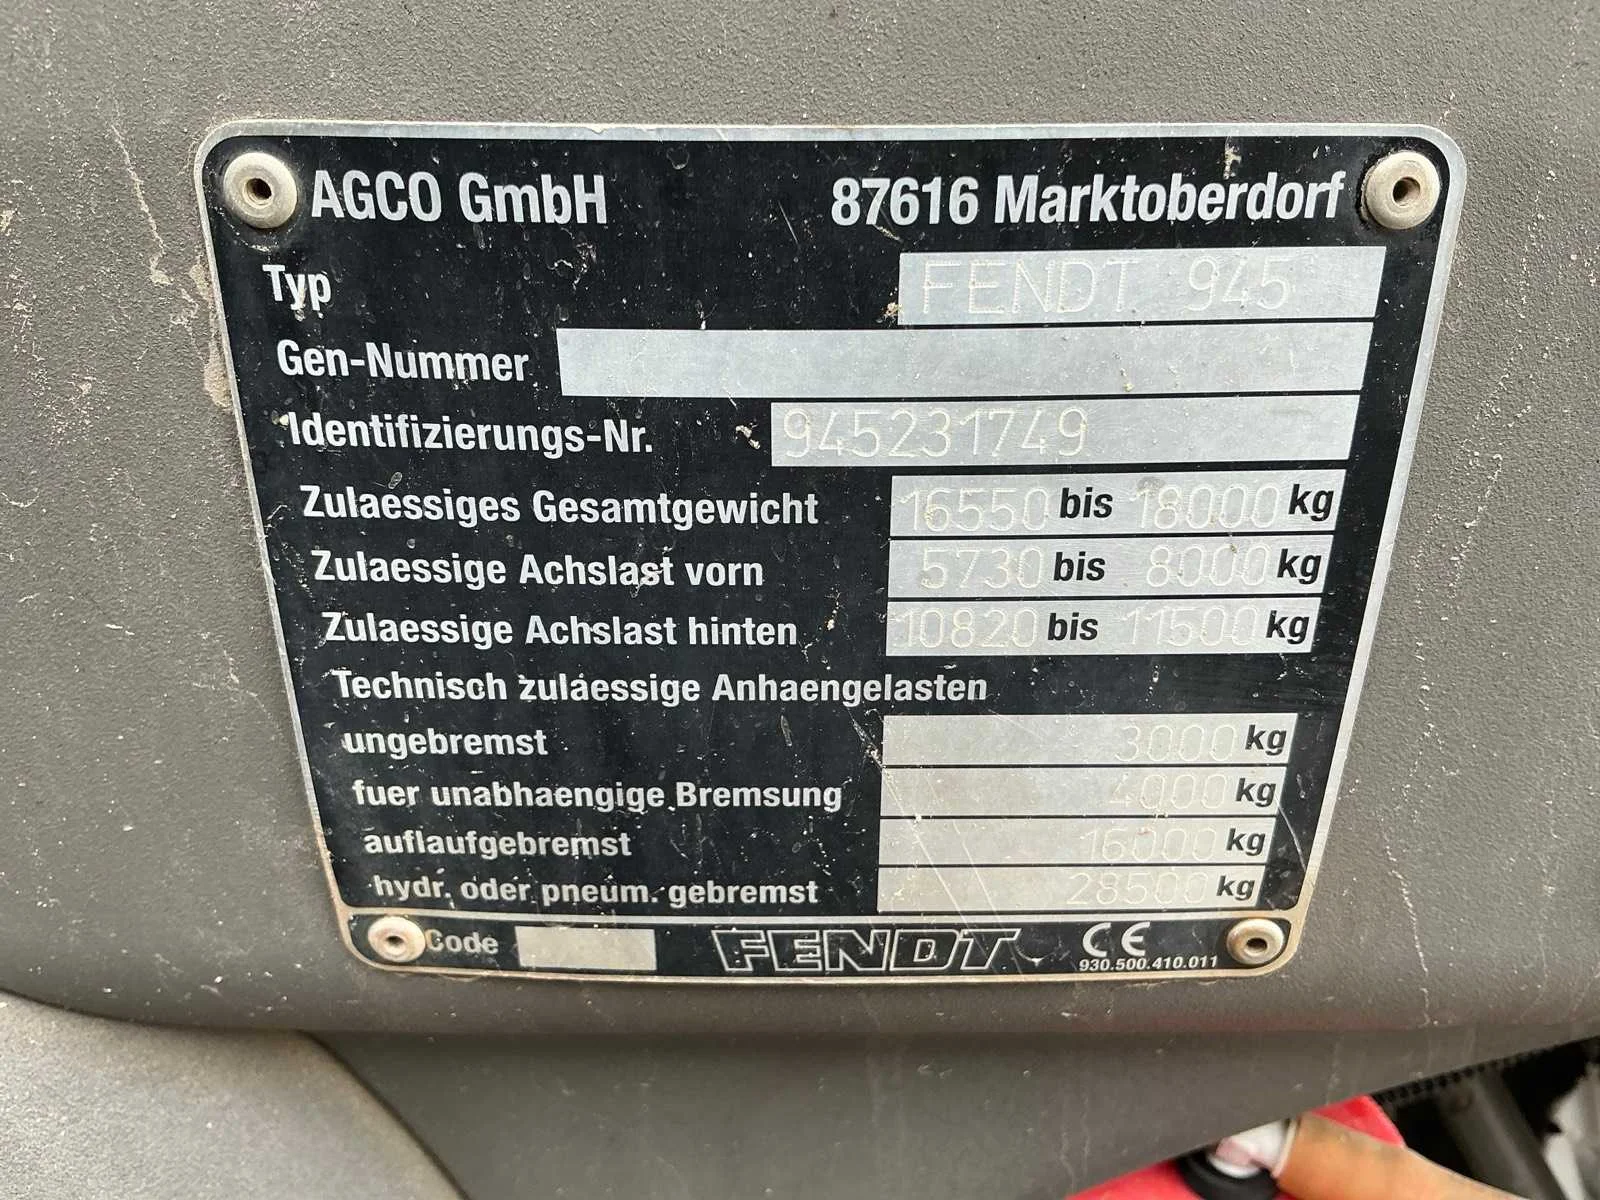 AGCO GmbH 87616 Marktoberdorf
Typ FENDT 945
Gen-Nummer
Identifizierungs-Nr. 945231749
Zulaessiges Gesamtgewicht 16550 bis 18000 kg
Zulaessige Achslast vorn 5730 bis 8000 kg
Zulaessige Achslast hinten 10820 bis 11500 kg
Technisch zulaessige Anhaengelasten
ungebremst 3000 kg
fuer unabhaengige Bremsung 4000 kg
auflaufgebremst 16000 kg
hydr. oder pneum. gebremst 28500 kg
Code FENDT CE
930.500.410.011